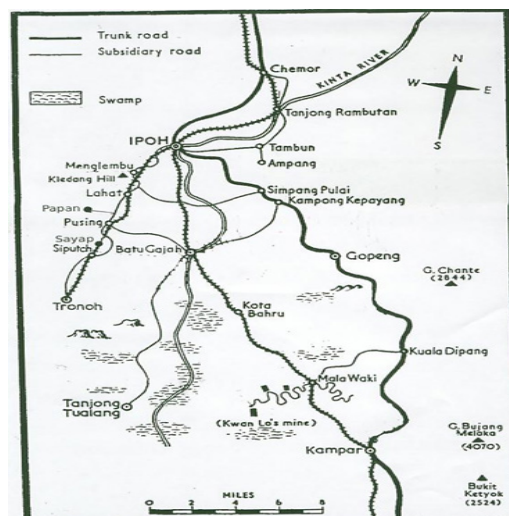 Trunk road
Subsidiary road
Swamp
Chemor
KINTA RIVER
N
W
E
S
Tanjong Rambutan
IPOH
Tambun
Ampang
Menglembu
Kledang Hill
Lahat
Papan
Pusing
Sayap
Siputeh
Simpang Pulai
Kampong Kepayang
Batu Gajah
Gopeng
Tronoh
G. Chante
(2844)
Kota
Bahru
Kuala Dipang
Tanjong
Tualang
Mala Waki
(Kwan Lo's mine)
Kampar
G. Bujang
Melaka
(4070)
Bukit
Ketyok
(2524)
MILES
0 2 4 6 8